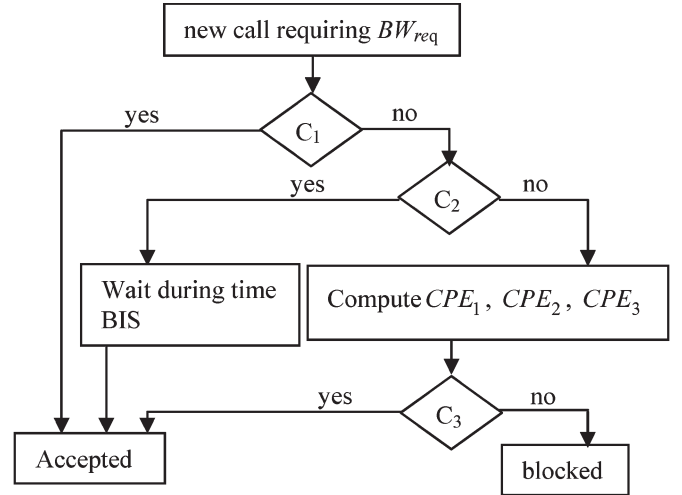 new call requiring BWreq
yes
C1
no
yes
C2
no
Wait during time
BIS
Compute CPE1, CPE2, CPE3
yes
C3
no
Accepted
blocked